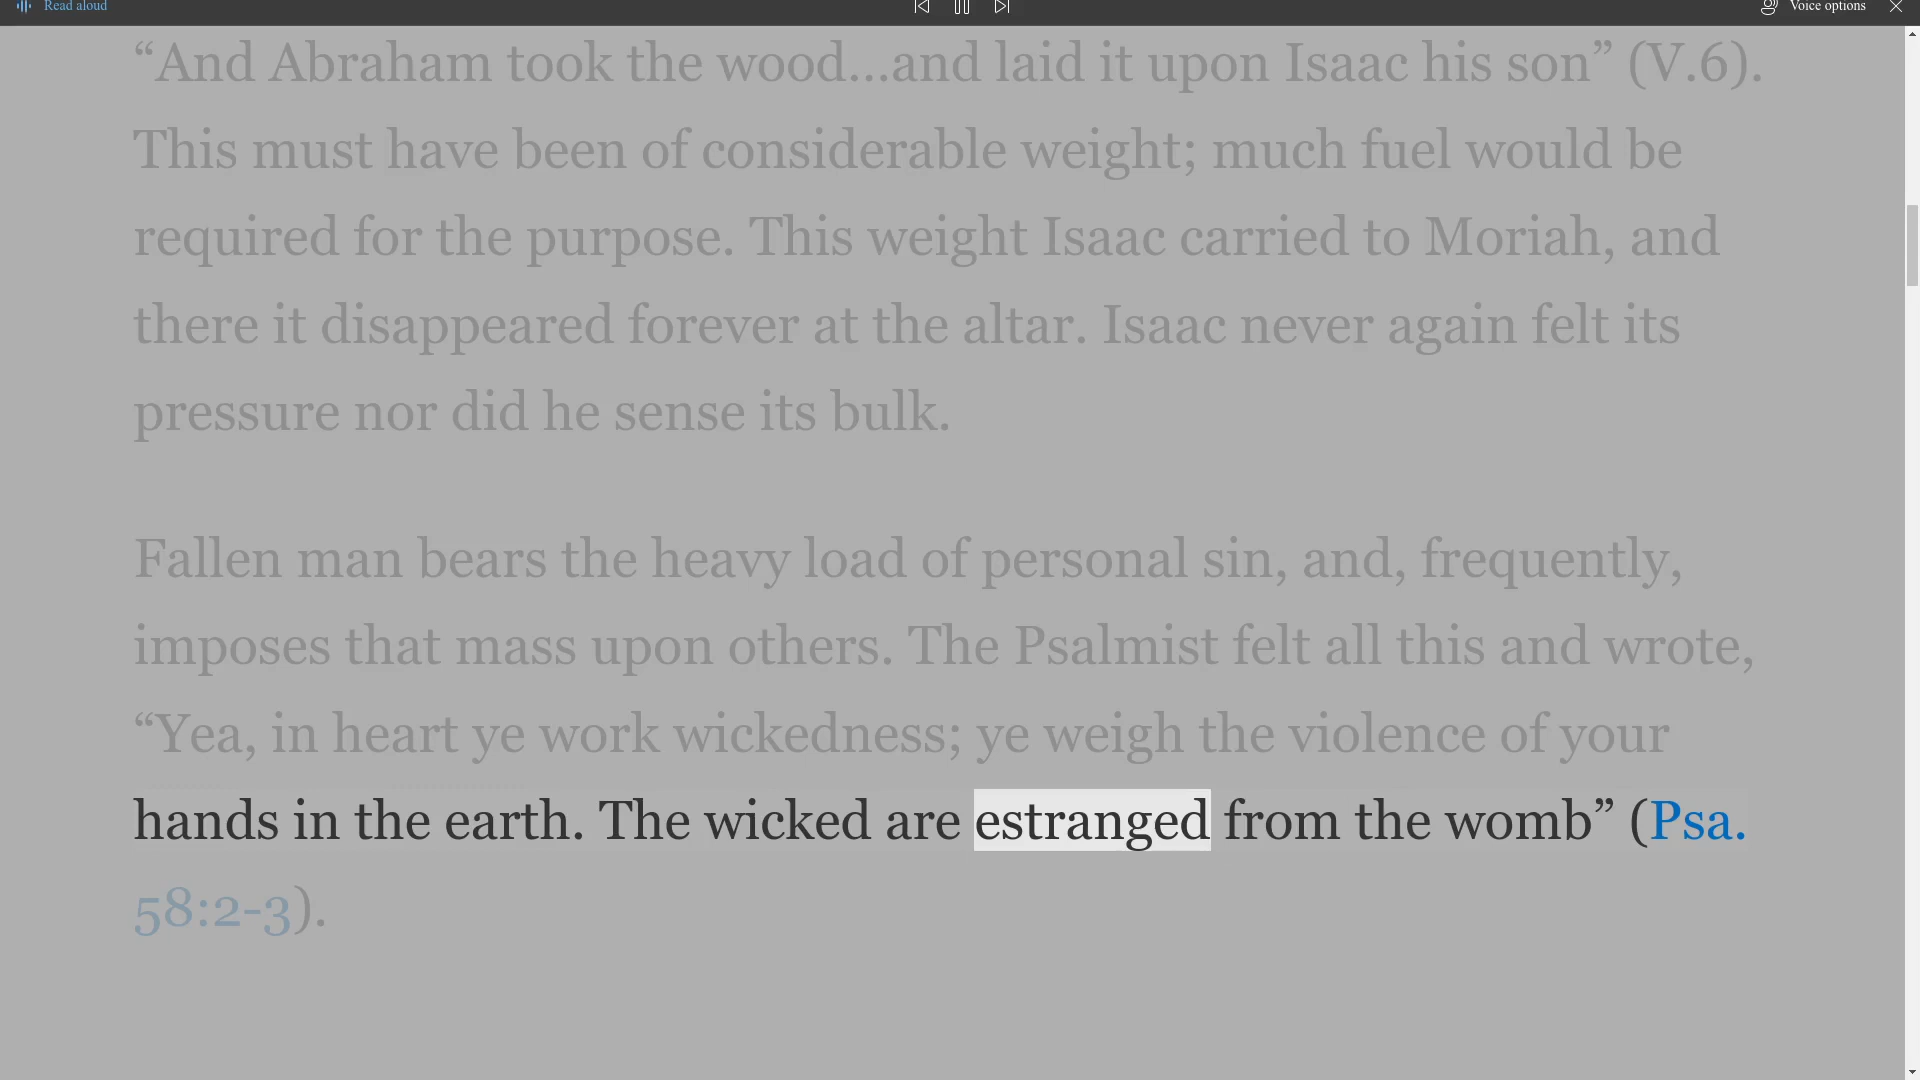 Read aloud
Voice options
“And Abraham took the wood...and laid it upon Isaac his son” (V.6).
This must have been of considerable weight; much fuel would be
required for the purpose. This weight Isaac carried to Moriah, and
there it disappeared forever at the altar. Isaac never again felt its
pressure nor did he sense its bulk.
Fallen man bears the heavy load of personal sin, and, frequently,
imposes that mass upon others. The Psalmist felt all this and wrote,
“Yea, in heart ye work wickedness; ye weigh the violence of your
hands in the earth. The wicked are estranged from the womb” (Psa.
58:2-3).